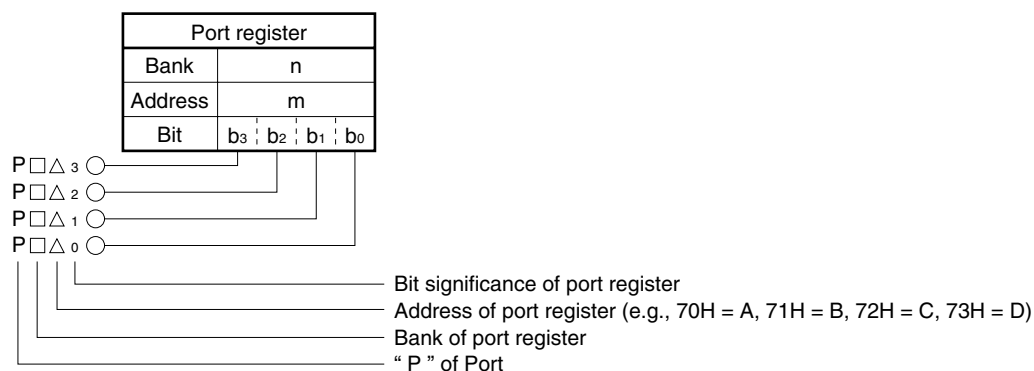 Port register
Bank n
Address m
Bit b3 b2 b1 b0
P□△3
P□△2
P□△1
P□△0
Bit significance of port register
Address of port register (e.g., 70H = A, 71H = B, 72H = C, 73H = D)
Bank of port register
“ P ” of Port